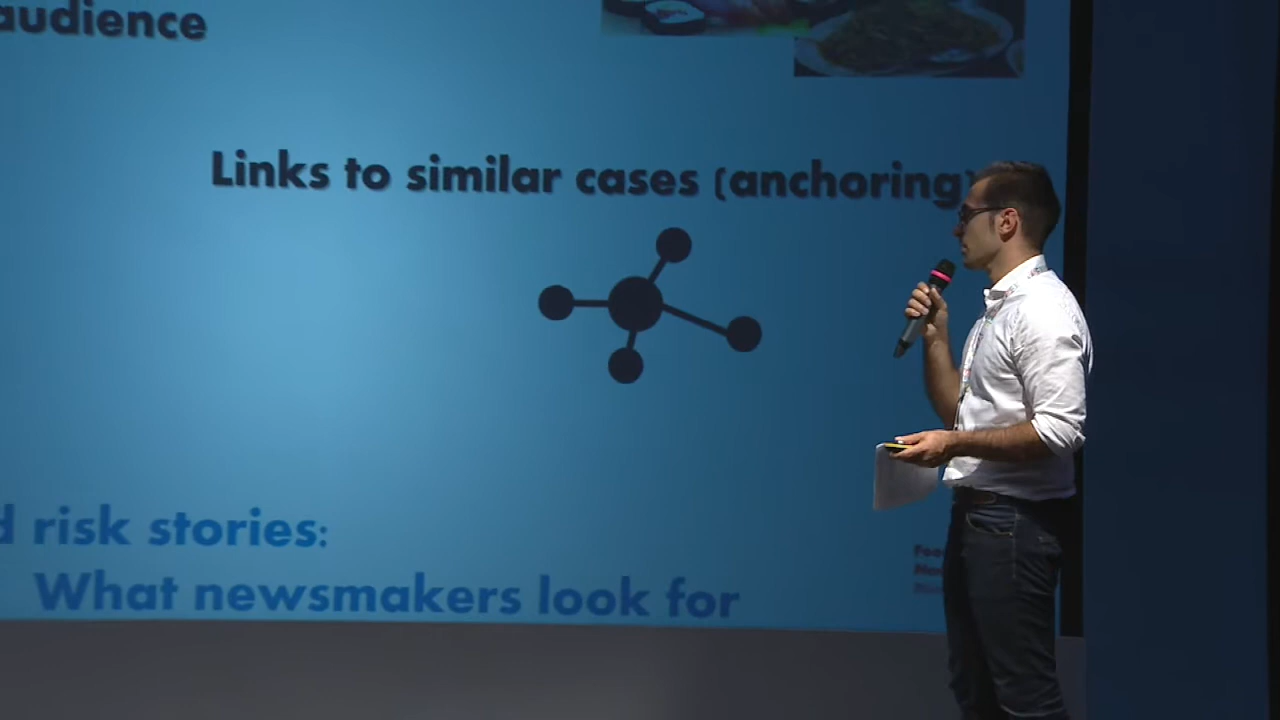 audience
Links to similar cases (anchoring)
risk stories:
What newsmakers look for